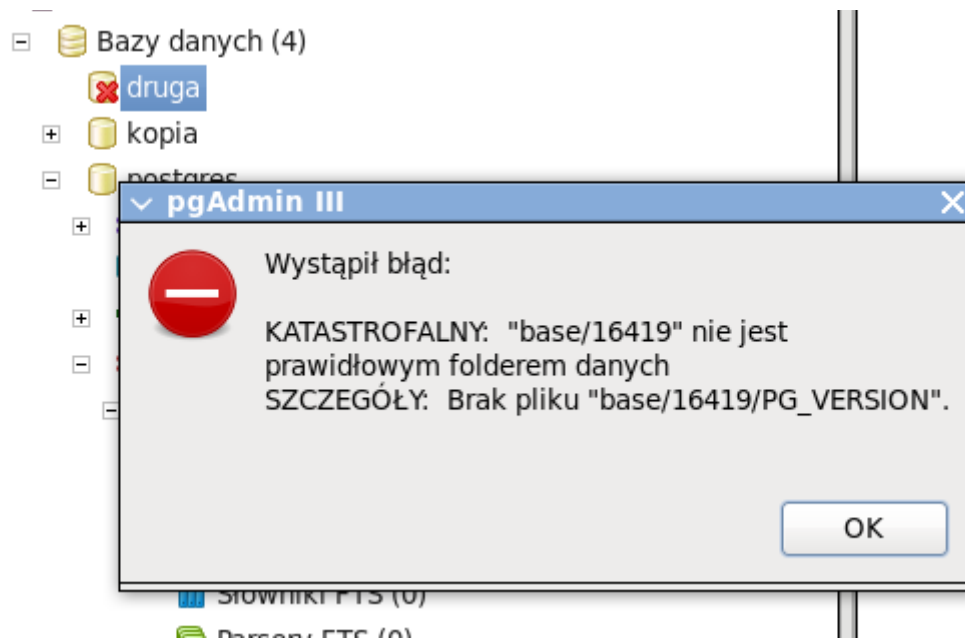 Bazy danych (4)
druga
kopia
postgres
pgAdmin III
Wystąpił błąd:
KATASTROFALNY: "base/16419" nie jest
prawidłowym folderem danych
SZCZEGÓŁY: Brak pliku "base/16419/PG_VERSION".
OK
Słowniki FTS (0)
Parsery FTS (0)